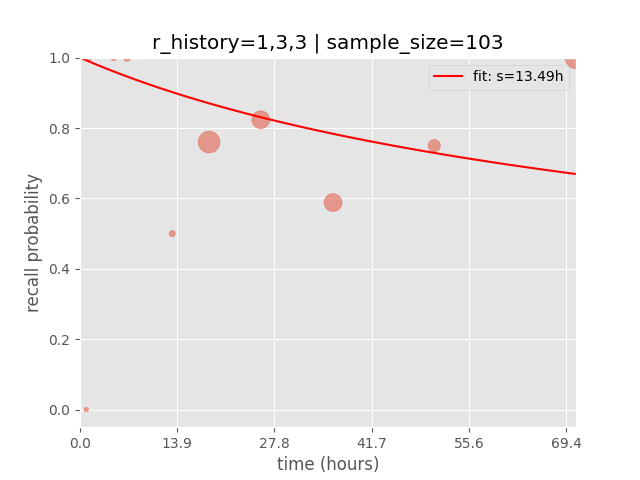 r_history=1,3,3 | sample_size=103
fit: s=13.49h
recall probability
1.0
0.8
0.6
0.4
0.2
0.0
0.0 13.9 27.8 41.7 55.6 69.4
time (hours)